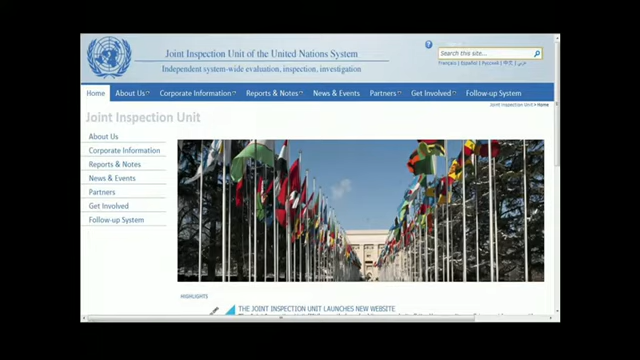 Joint Inspection Unit of the United Nations System
Independent system-wide evaluation, inspection, investigation
Search this site...
Français | Español | Русский | 中文 | عربي
Home
About Us
Corporate Information
Reports & Notes
News & Events
Partners
Get Involved
Follow-up System
Joint Inspection Unit > Home
Joint Inspection Unit
About Us
Corporate Information
Reports & Notes
News & Events
Partners
Get Involved
Follow-up System
HIGHLIGHTS
THE JOINT INSPECTION UNIT LAUNCHES NEW WEBSITE